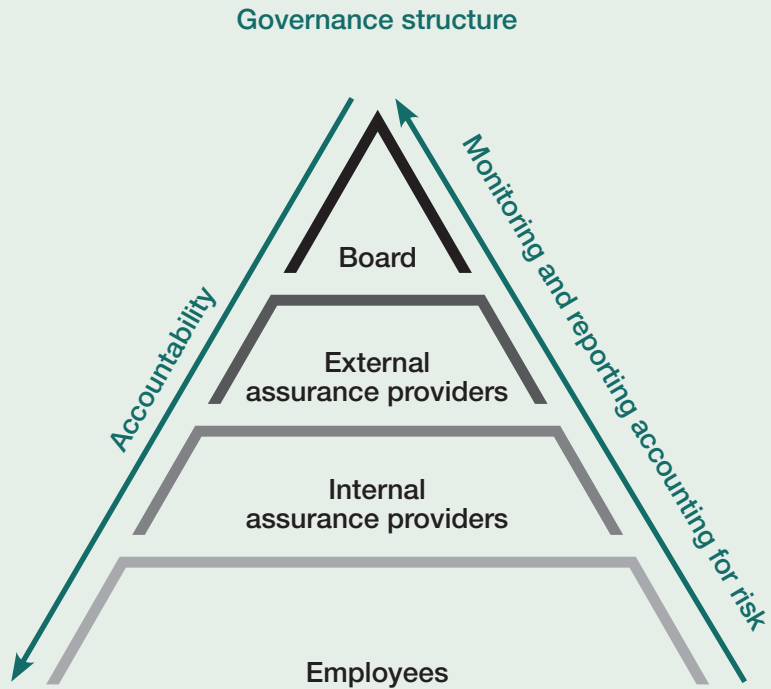 Governance structure
Accountability
Monitoring and reporting accounting for risk
Board
External
assurance providers
Internal
assurance providers
Employees